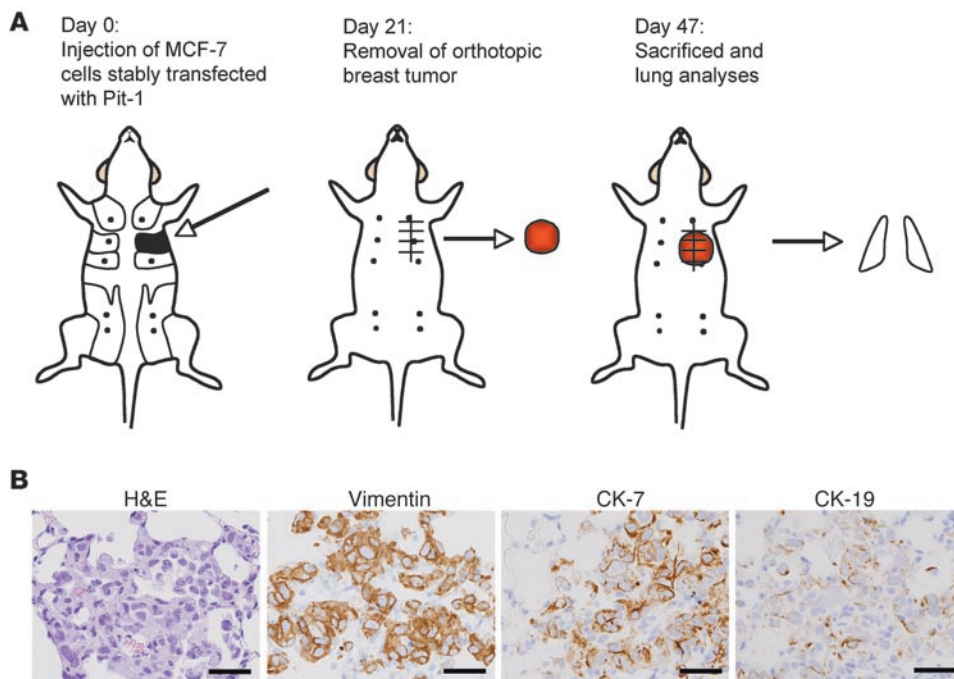 A
Day 0:
Injection of MCF-7
cells stably transfected
with Pit-1
Day 21:
Removal of orthotopic
breast tumor
Day 47:
Sacrificed and
lung analyses
B
H&E
Vimentin
CK-7
CK-19